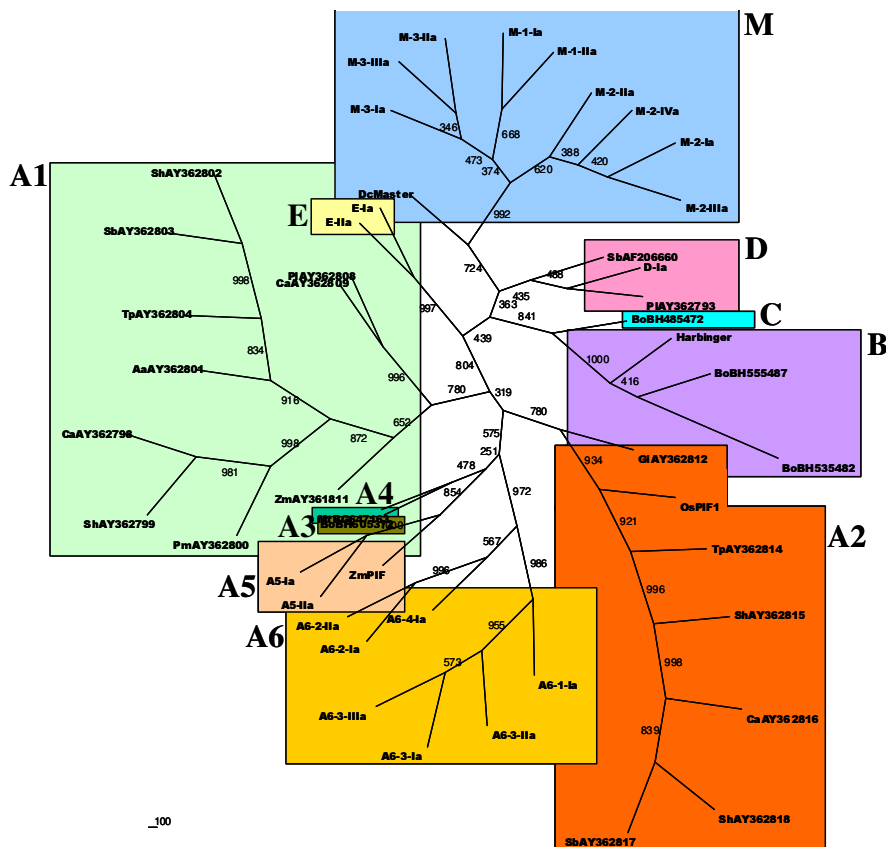 M
M-3-IIa
M-1-Ia
M-1-IIa
M-3-IIIa
M-2-IIa
M-2-IVa
M-3-Ia
346
668
M-2-Ia
473
374
620
388
420
M-2-IIIa
992
A1
ShAY362802
DcMaster
E
E-Ia
E-IIa
SbAY363803
D
SbAF206660
D-Ia
724
488
PlAY362808
CaAY362809
998
435
363
PlAY362793
997
841
BoBH485472
C
TpAY362804
439
Harbinger
B
834
804
1000
AaAY362804
996
416
BoBH555487
780
319
916
652
780
CaAY362798
998
872
575
251
GiAY362812
BoBH535482
981
478
934
ZmAY361811
A4
854
972
OsPIF1
ShAY362799
A3
921
A2
PmAY362800
567
986
TpAY362814
A5
A5-Ia
ZmPIF
996
996
A5-IIa
A6-2-IIa
A6-4-Ia
ShAY362815
A6
955
A6-2-Ia
573
998
A6-1-Ia
A6-3-IIIa
CaAY362816
A6-3-IIa
839
A6-3-Ia
100
ShAY362818
SbAY362817